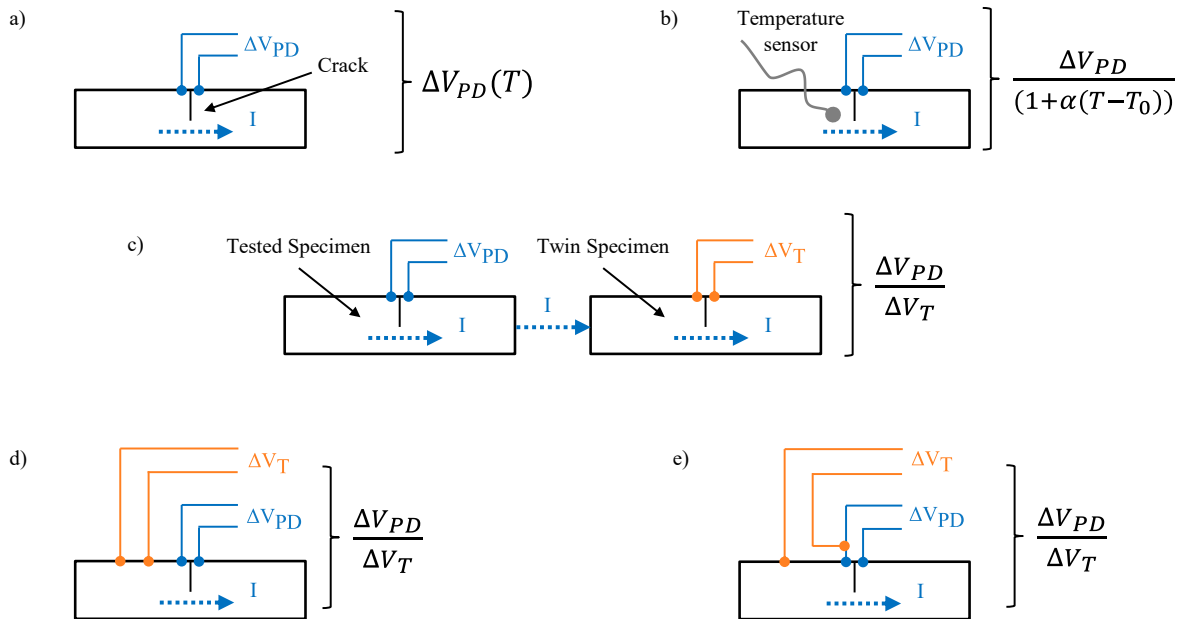 a)
ΔV_PD
Crack
I
ΔV_PD(T)
b)
Temperature
sensor
ΔV_PD
I
ΔV_PD
(1+α(T−T_0))
c)
Tested Specimen
ΔV_PD
I
I
Twin Specimen
ΔV_T
I
ΔV_PD
ΔV_T
d)
ΔV_T
ΔV_PD
I
ΔV_PD
ΔV_T
e)
ΔV_T
ΔV_PD
I
ΔV_PD
ΔV_T